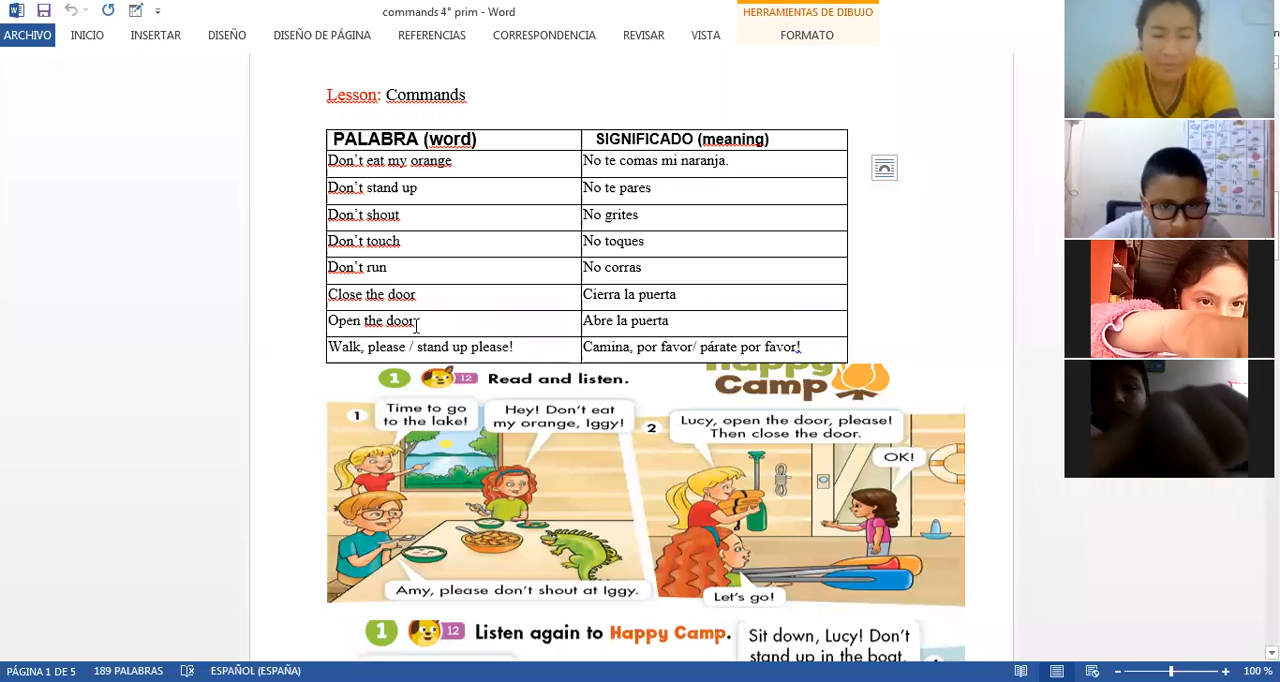 commands 4° prim - Word
HERRAMIENTAS DE DIBUJO
ARCHIVO INICIO INSERTAR DISEÑO DISEÑO DE PÁGINA REFERENCIAS CORRESPONDENCIA REVISAR VISTA FORMATO
Lesson: Commands
PALABRA (word) SIGNIFICADO (meaning)
Don't eat my orange No te comas mi naranja.
Don't stand up No te pares
Don't shout No grites
Don't touch No toques
Don't run No corras
Close the door Cierra la puerta
Open the door Abre la puerta
Walk, please / stand up please! Camina, por favor/ párate por favor!
1 12 Read and listen.
Happy
Camp
1
Time to go
to the lake!
Hey! Don't eat
my orange, Iggy!
Amy, please don't shout at Iggy.
2
Lucy, open the door, please!
Then close the door.
OK!
Let's go!
1 12 Listen again to Happy Camp.
Sit down, Lucy! Don't
stand up in the boat.
PÁGINA 1 DE 5 189 PALABRAS ESPAÑOL (ESPAÑA) 100 %